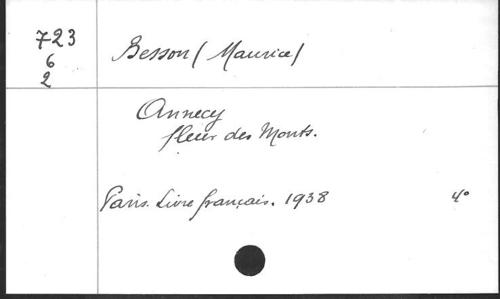 723
6
2
Besson (Maurice)
Annecy
fleur des Monts.
Paris. Livre français. 1938 4°